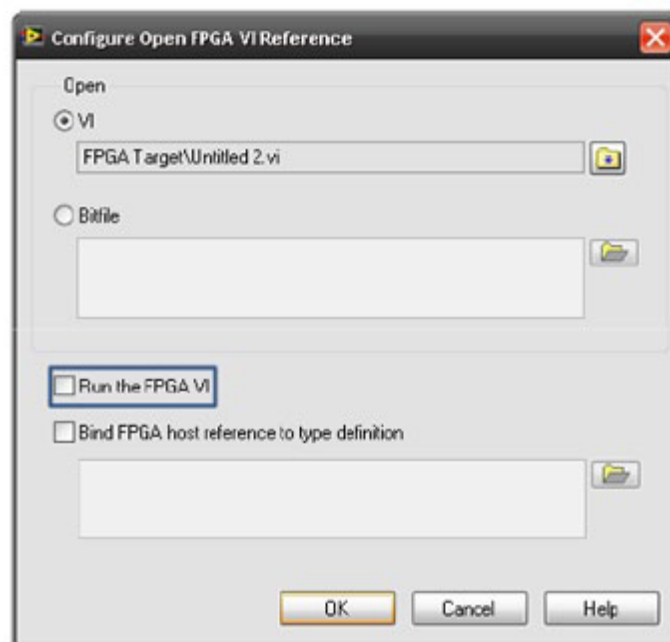 Configure Open FPGA VI Reference
Open
VI
FPGA Target\Untitled 2.vi
Bitfile
Run the FPGA VI
Bind FPGA host reference to type definition
OK Cancel Help